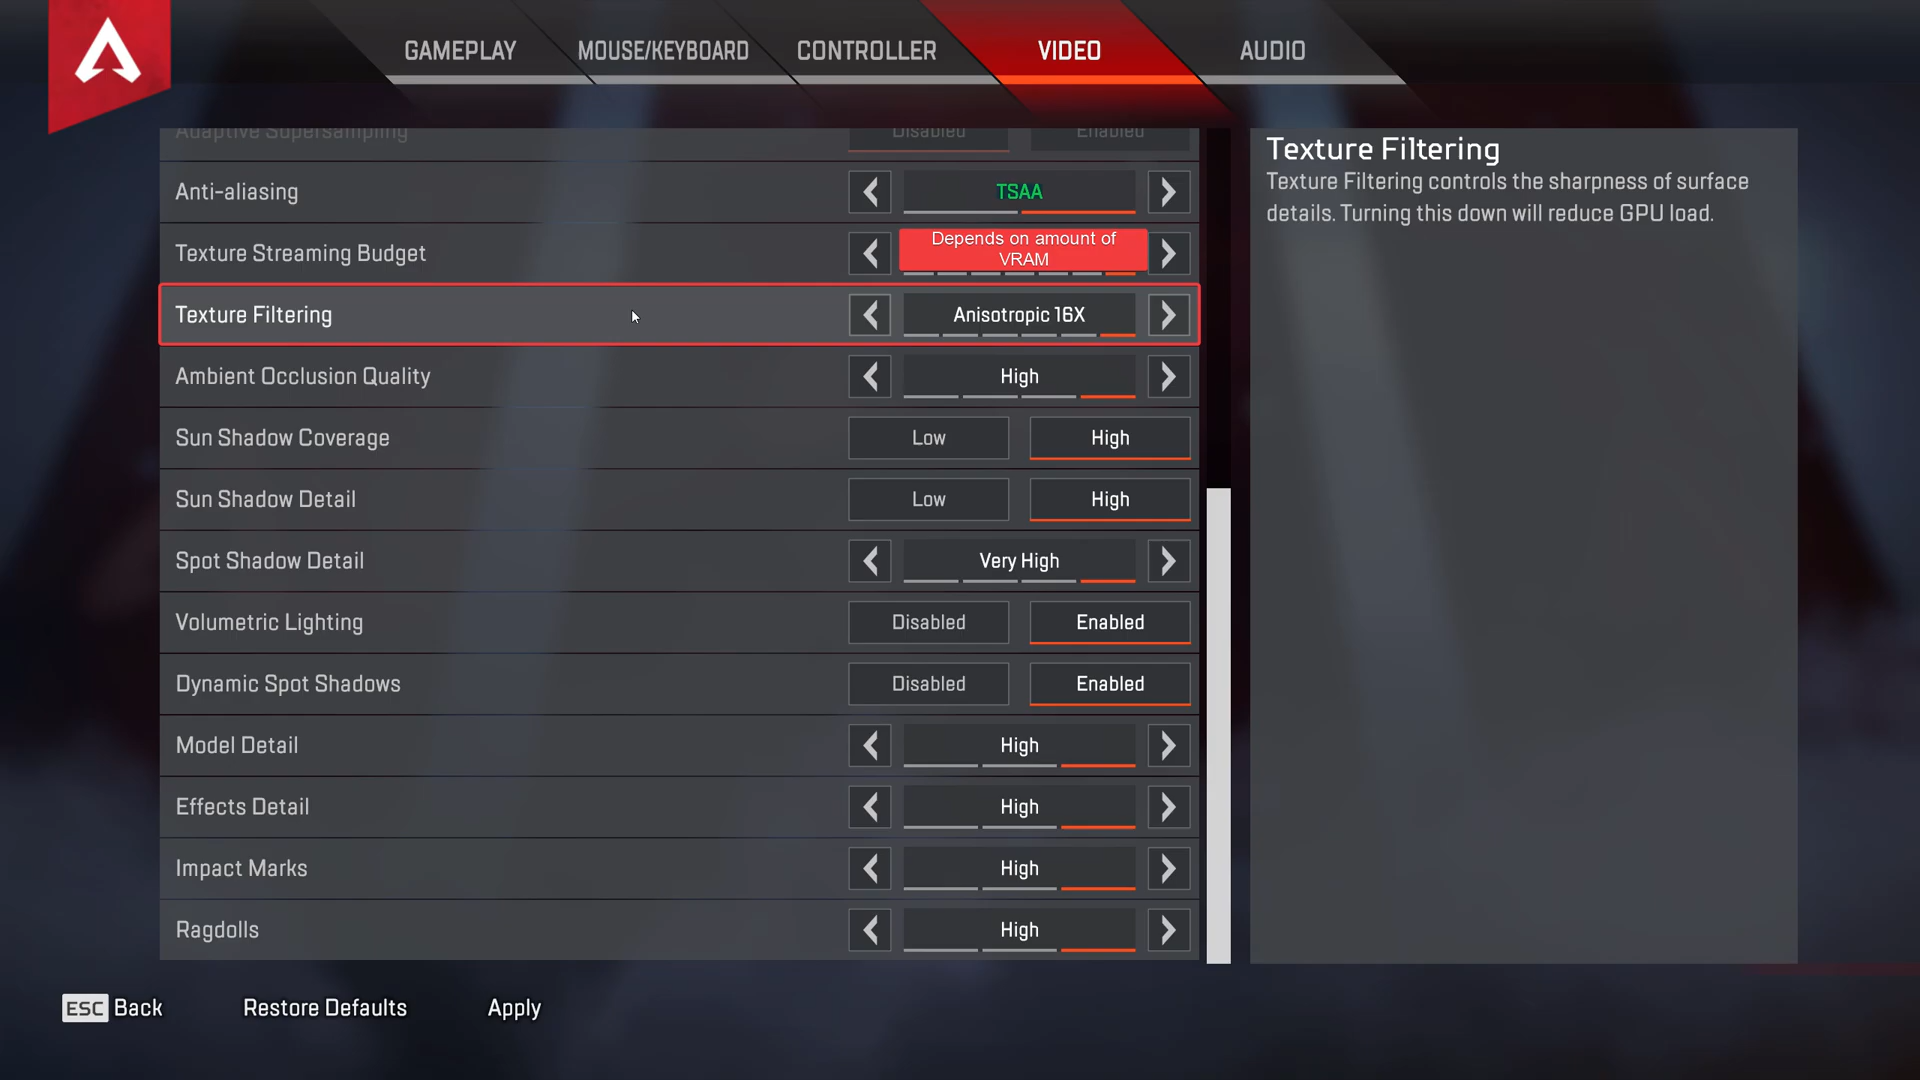 GAMEPLAY MOUSE/KEYBOARD CONTROLLER VIDEO AUDIO
Adaptive Supersampling Disabled Enabled
Anti-aliasing TSAA
Texture Streaming Budget Depends on amount of
VRAM
Texture Filtering Anisotropic 16X
Ambient Occlusion Quality High
Sun Shadow Coverage Low High
Sun Shadow Detail Low High
Spot Shadow Detail Very High
Volumetric Lighting Disabled Enabled
Dynamic Spot Shadows Disabled Enabled
Model Detail High
Effects Detail High
Impact Marks High
Ragdolls High
Texture Filtering
Texture Filtering controls the sharpness of surface
details. Turning this down will reduce GPU load.
ESC Back Restore Defaults Apply